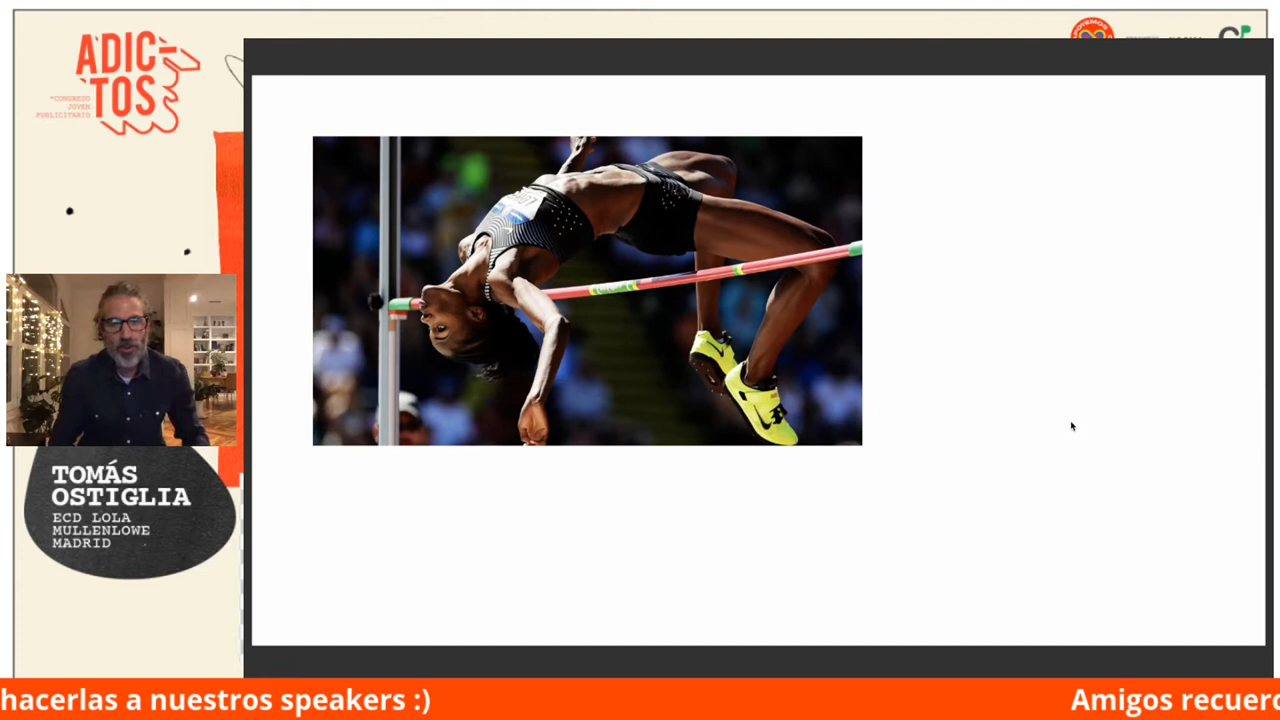 ADIC
TOS
*CONGRESO
JOVEN
PUBLICITARIO
TOMÁS
OSTIGLIA
ECD LOLA
MULLENLOWE
MADRID
hacerlas a nuestros speakers :) Amigos recuerd